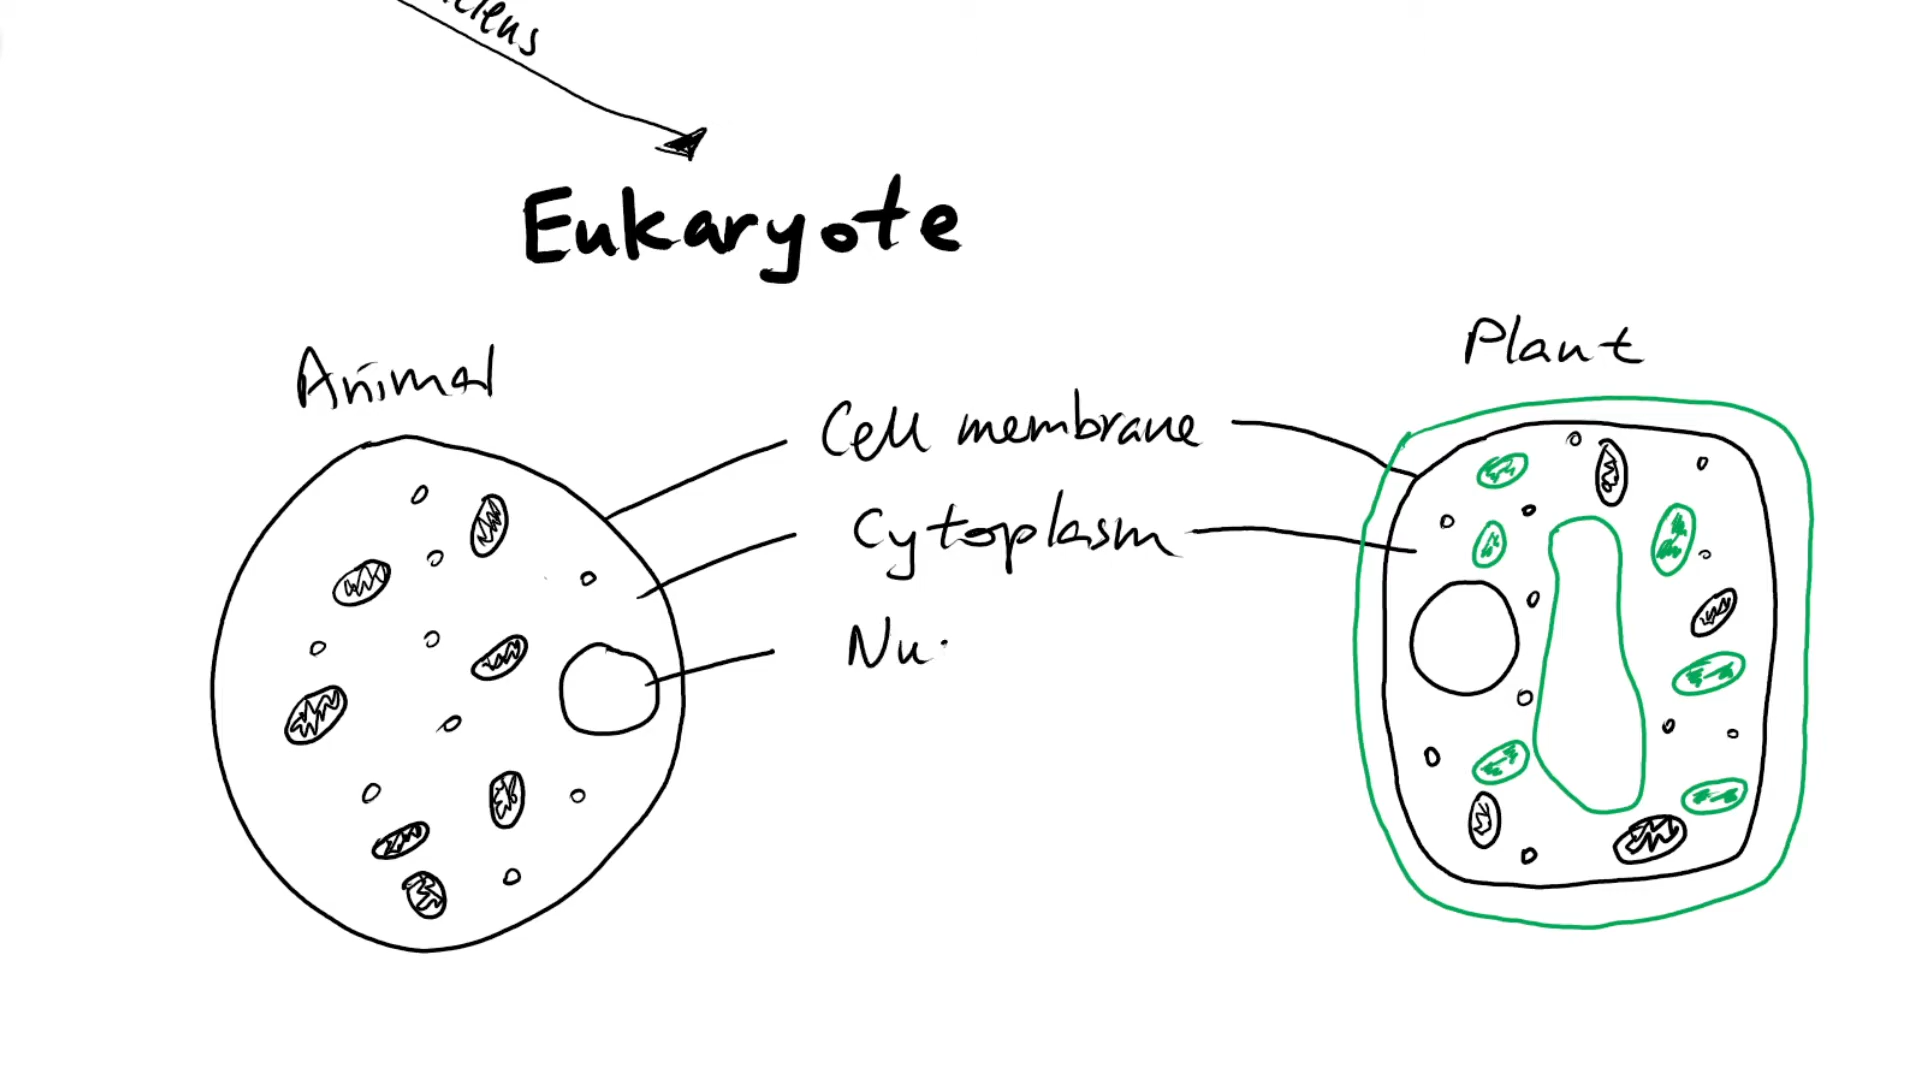 Eukaryote
Animal
Plant
Cell membrane
Cytoplasm
Nu